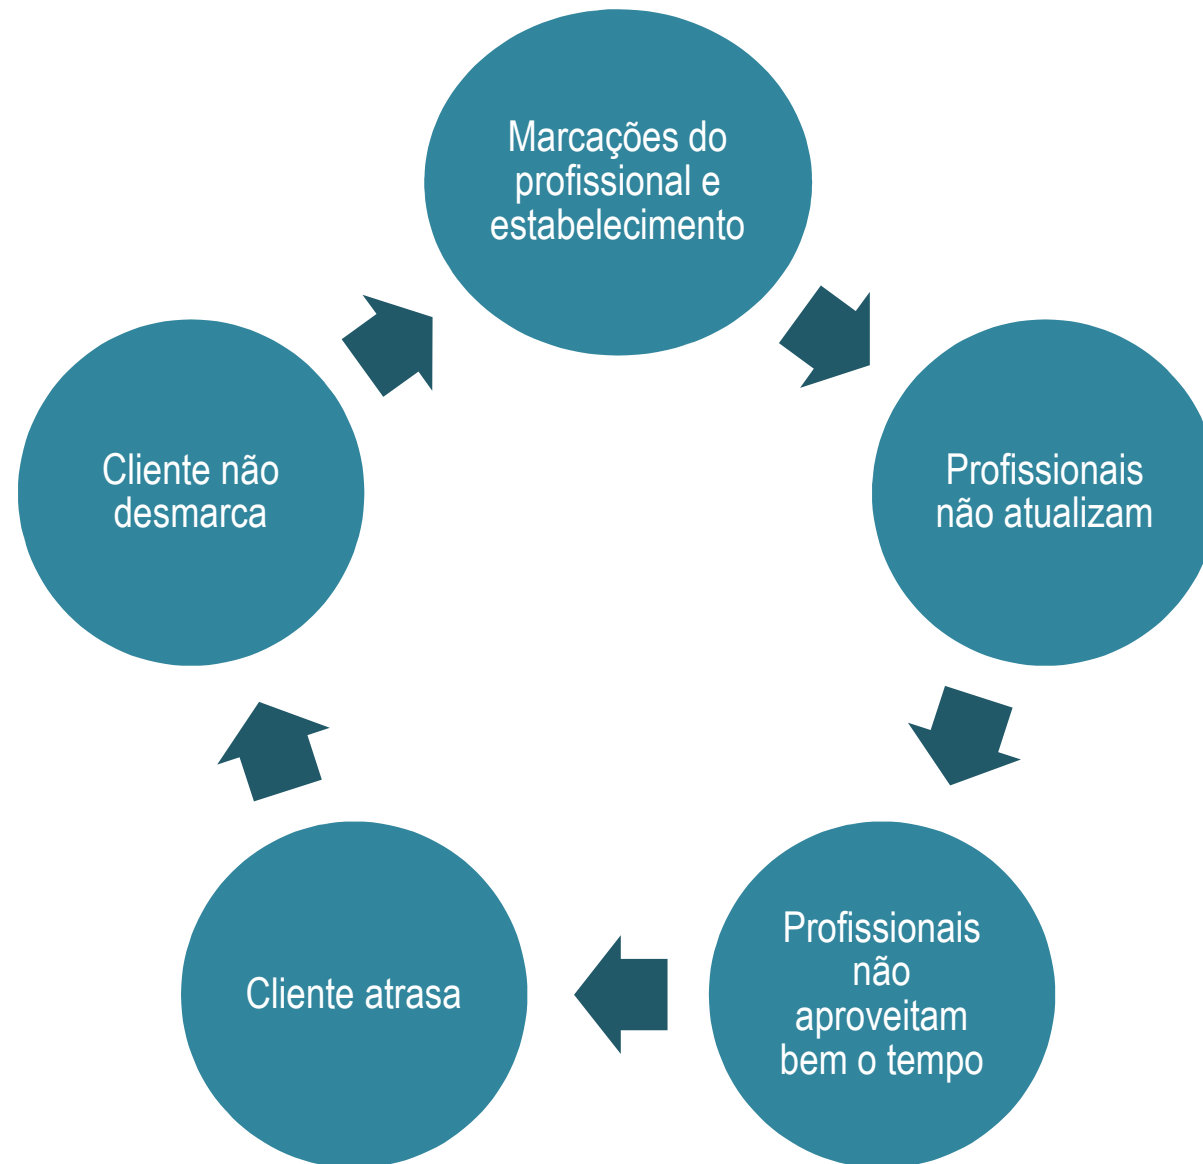 Marcações do
profissional e
estabelecimento
Profissionais
não atualizam
Profissionais
não
aproveitam
bem o tempo
Cliente atrasa
Cliente não
desmarca